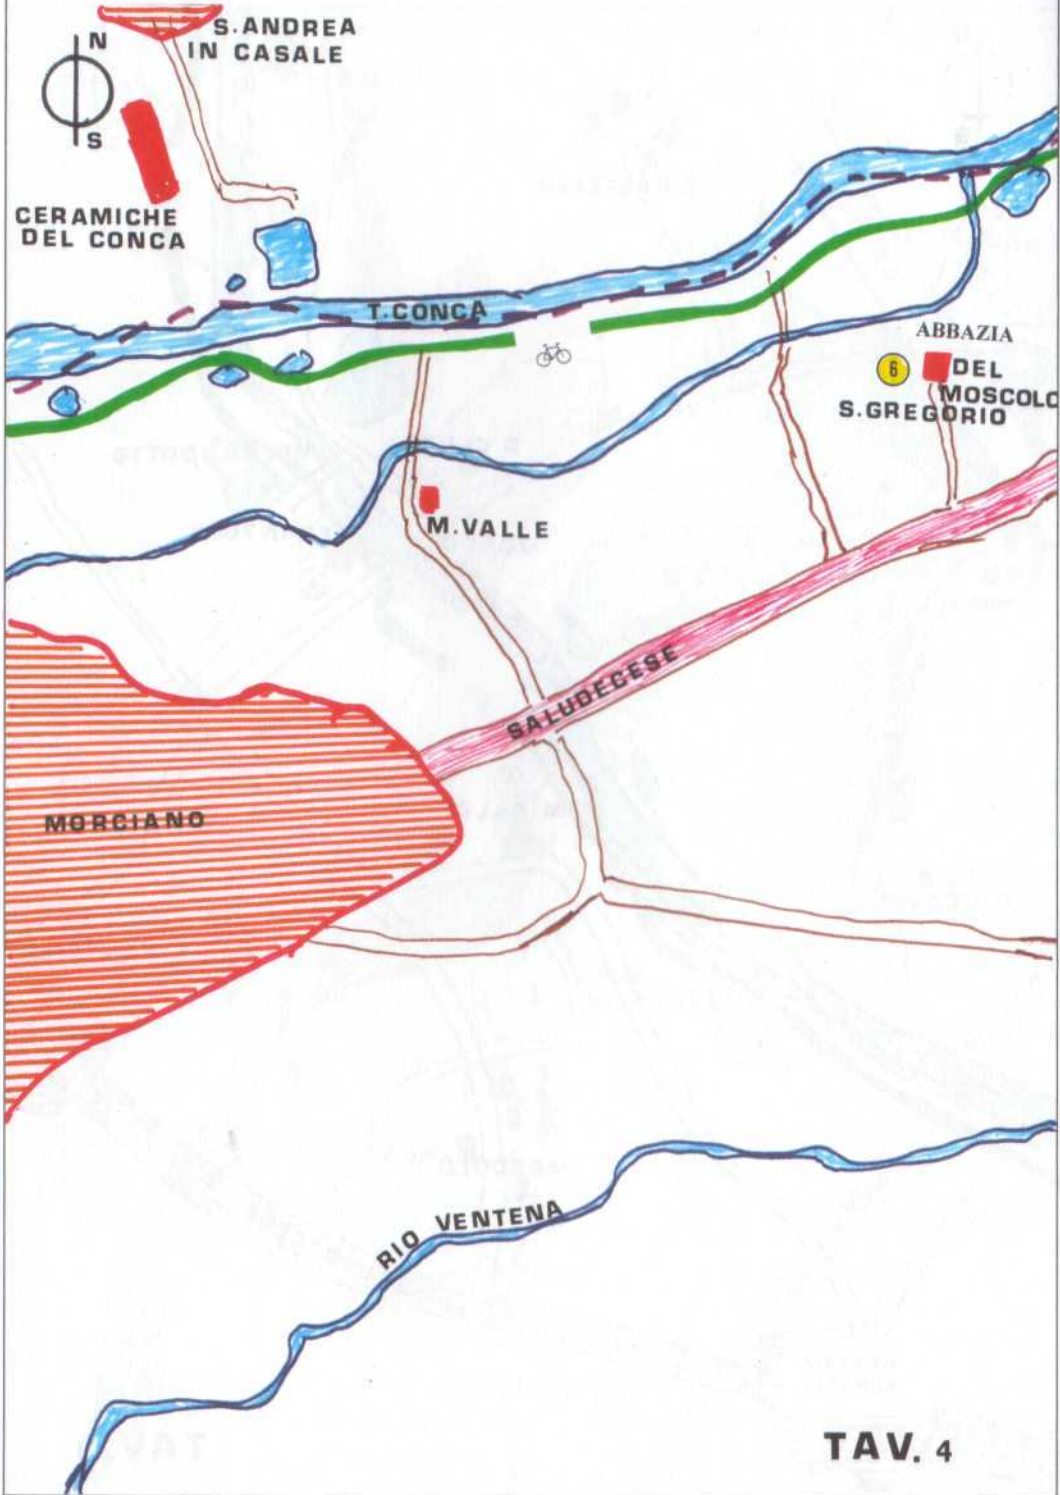 S.ANDREA
IN CASALE
N
S
CERAMICHE
DEL CONCA
T.CONCA
ABBAZIA
6
DEL
MOSCOLO
S.GREGORIO
M.VALLE
SALUDECESE
MORCIANO
RIO VENTENA
TAV. 4